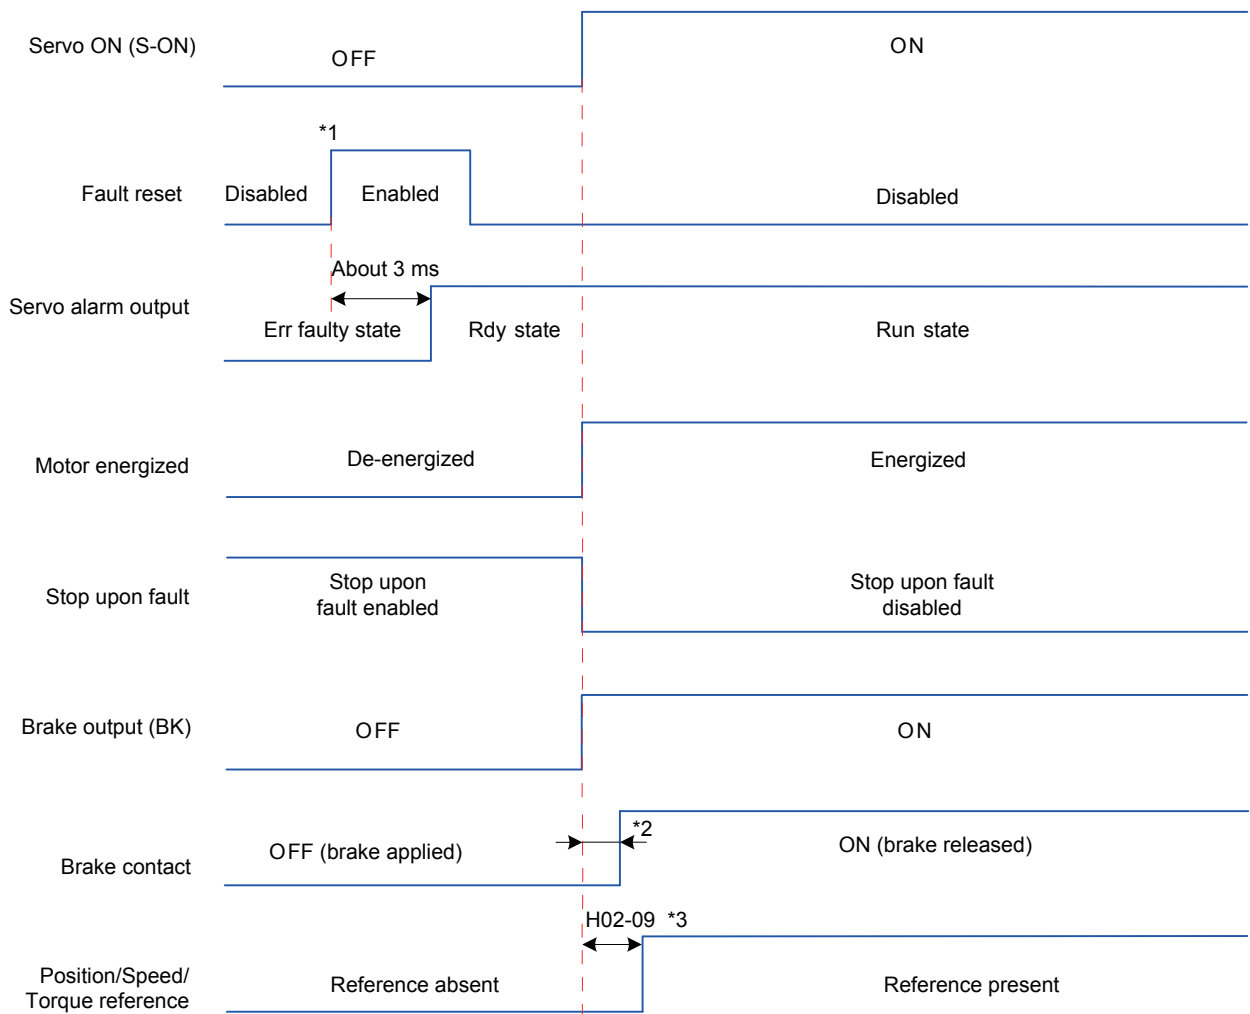 Servo ON (S-ON)
OFF
ON
*1
Fault reset
Disabled
Enabled
Disabled
About 3 ms
Servo alarm output
Err faulty state
Rdy state
Run state
Motor energized
De-energized
Energized
Stop upon fault
Stop upon
fault enabled
Stop upon fault
disabled
Brake output (BK)
OFF
ON
*2
Brake contact
OFF (brake applied)
ON (brake released)
H02-09 *3
Position/Speed/
Torque reference
Reference absent
Reference present